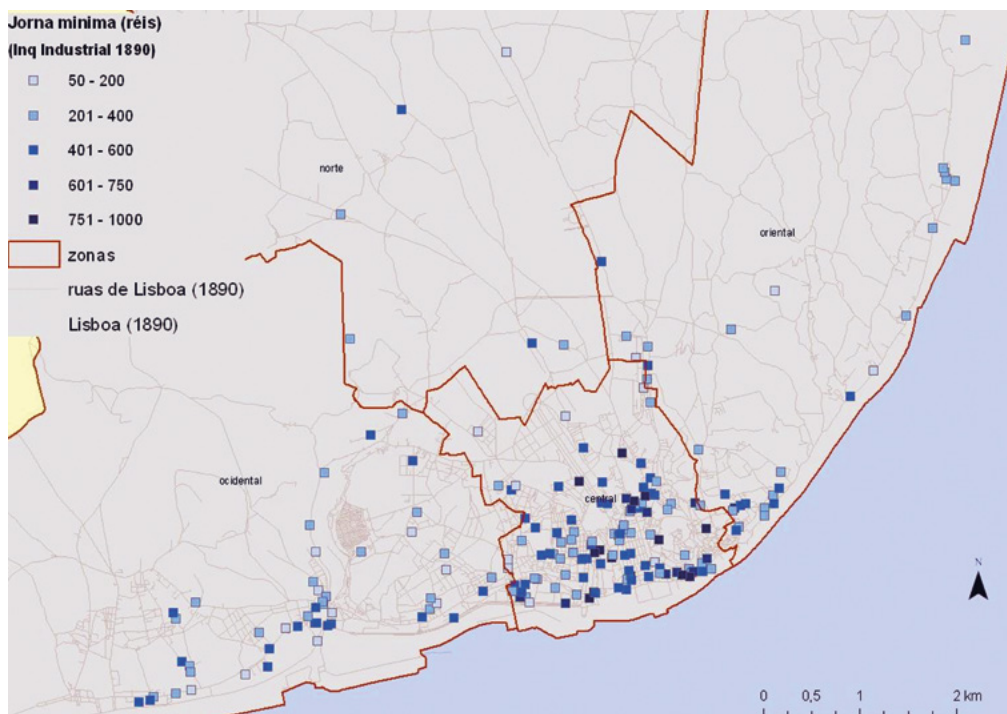 Jorna minima (réis)
(Inq Industrial 1890)
50 - 200
201 - 400
401 - 600
601 - 750
751 - 1000
zonas
ruas de Lisboa (1890)
Lisboa (1890)
norte
oriental
ocidental
central
N
0 0,5 1 2 km